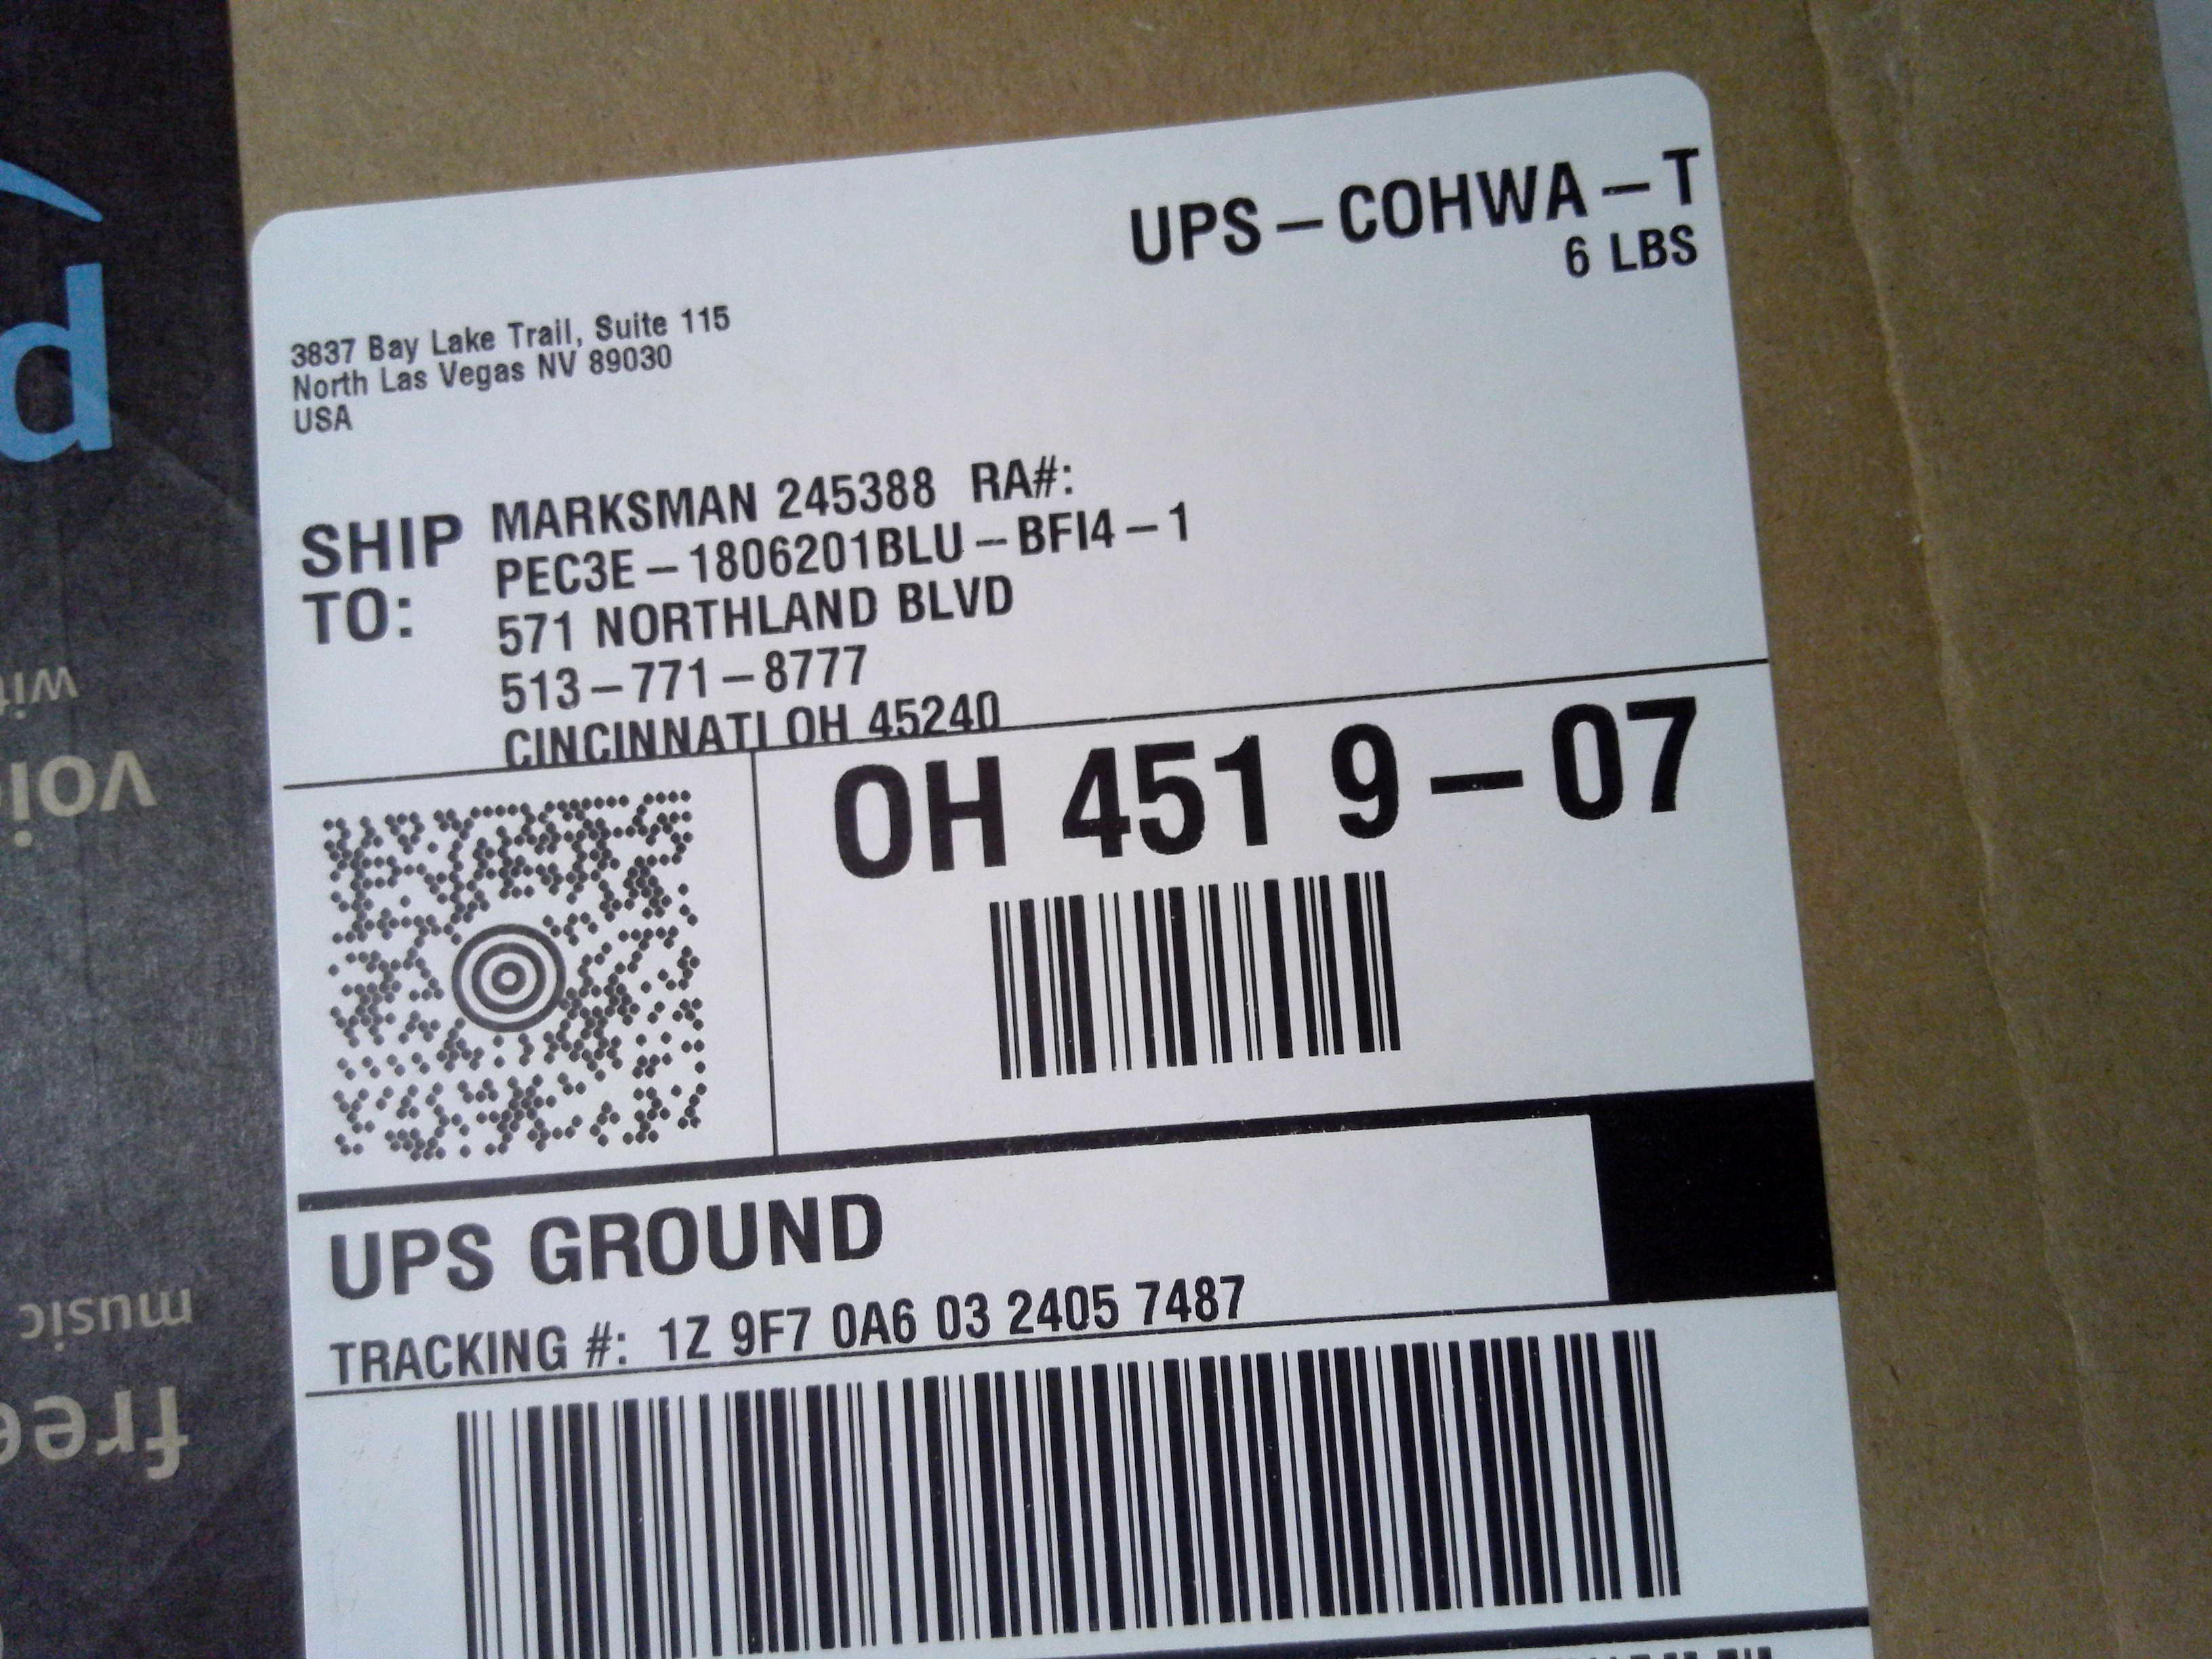 UPS – COHWA – T
6 LBS
3837 Bay Lake Trail, Suite 115
North Las Vegas NV 89030
USA
SHIP TO:
MARKSMAN 245388 RA#:
PEC3E – 1806201BLU – BFI4 – 1
571 NORTHLAND BLVD
513 – 771 – 8777
CINCINNATI OH 45240
OH 451 9 – 07
UPS GROUND
TRACKING #: 1Z 9F7 0A6 03 2405 7487
music
free